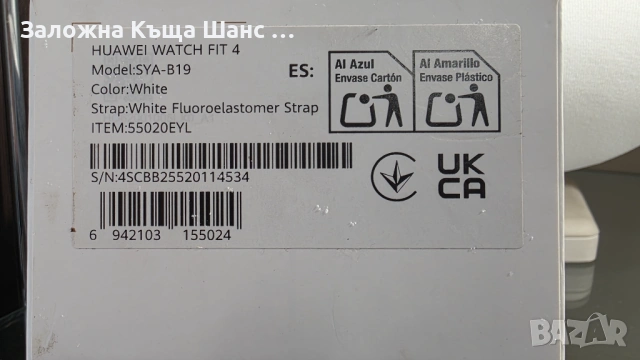 Заложна Къща Шанс ...
HUAWEI WATCH FIT 4
Model:SYA-B19
Color:White
Strap:White Fluoroelastomer Strap
ITEM:55020EYL
S/N:4SCBB25520114534
6 942103 155024
ES:
Al Azul
Envase Cartón
Al Amarillo
Envase Plástico
UK
CA
BAZAR